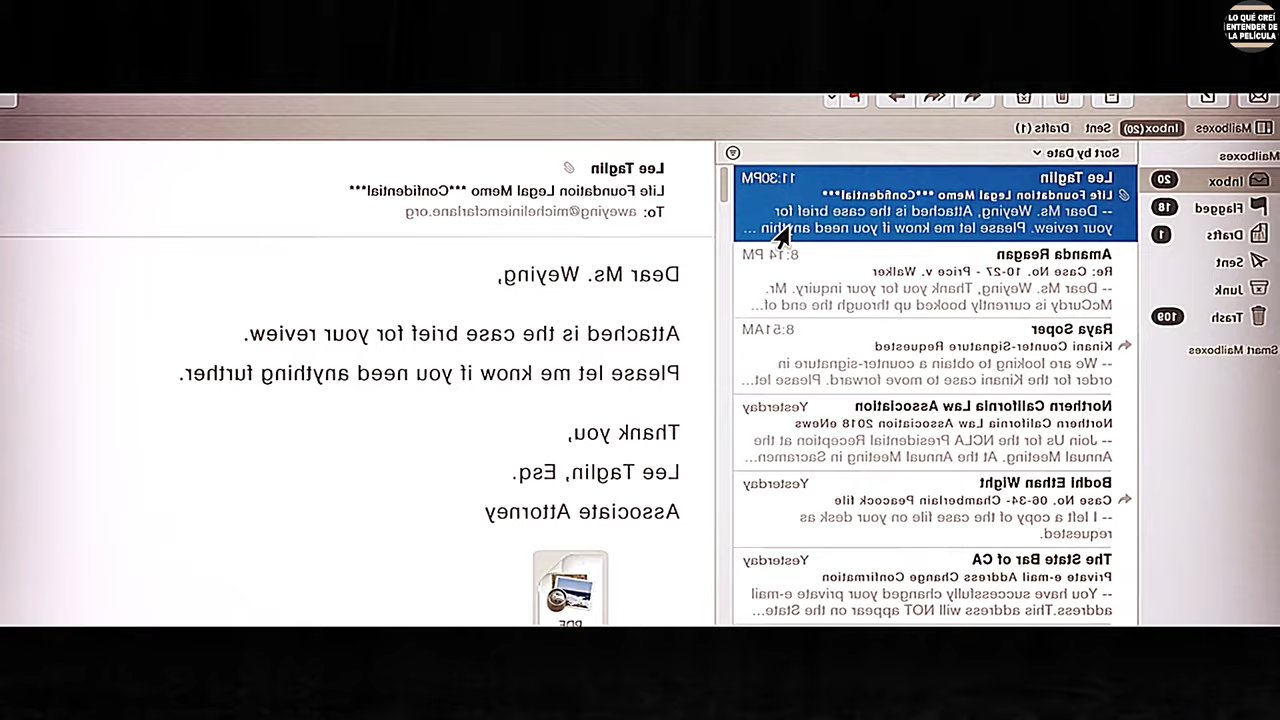 LO QUÉ CREÍ
ENTENDER DE
LA PELÍCULA
Mailboxes
Inbox (20)
Sent
Drafts (1)
Mailboxes
Inbox 20
Flagged 18
Drafts 1
Sent
Junk
Trash 109
Smart Mailboxes
Sort by Date
Lee Taglin 11:30PM
Life Foundation Legal Memo ***Confidential***
-- Dear Ms. Weying, Attached is the case brief for
your review. Please let me know if you need anythin ...
Amanda Reagan 8:14 PM
Re: Case No. 10-27 - Price v. Walker
-- Dear Ms. Weying, Thank you for your inquiry. Mr.
McCurdy is currently booked up through the end of...
Raya Soper 8:51AM
Kinani Counter-Signature Requested
-- We are looking to obtain a counter-signature in
order for the Kinani case to move forward. Please let...
Northern California Law Association Yesterday
Northern California Law Association 2018 eNews
-- Join Us for the NCLA Presidential Reception at the
Annual Meeting. At the Annual Meeting in Sacramen...
Bodhi Ethan Wight Yesterday
Case No. 06-34- Chamberlain Peacock file
-- I left a copy of the case file on your desk as
requested.
The State Bar of CA Yesterday
Private e-mail Address Change Confirmation
-- You have successfully changed your private e-mail
address.This address will NOT appear on the State...
Lee Taglin
Life Foundation Legal Memo ***Confidential***
To: aweying@micheliniemcfarlane.org
Dear Ms. Weying,
Attached is the case brief for your review.
Please let me know if you need anything further.
Thank you,
Lee Taglin, Esq.
Associate Attorney
PDF